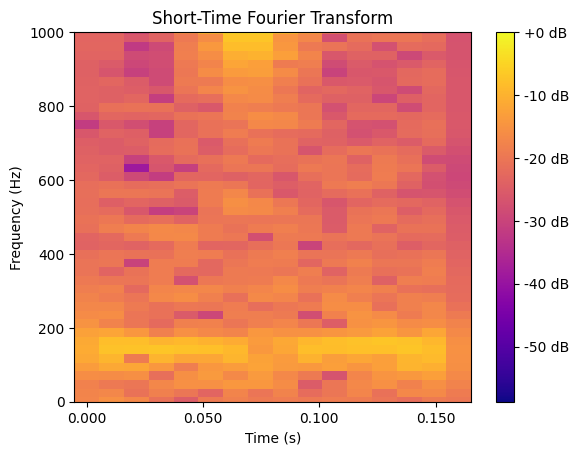 Short-Time Fourier Transform
1000
800
600
400
200
0
Frequency (Hz)
0.000
0.050
0.100
0.150
Time (s)
+0 dB
-10 dB
-20 dB
-30 dB
-40 dB
-50 dB